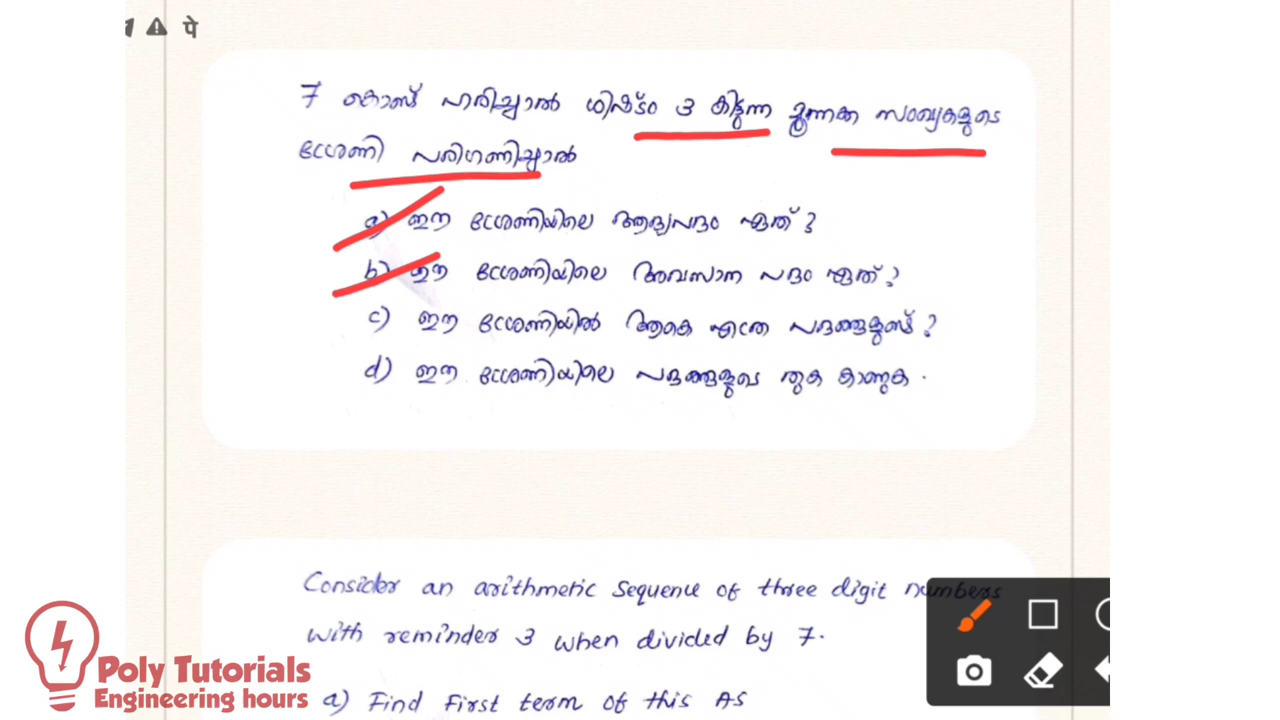 7 കൊണ്ട് ഹരിച്ചാൽ ശിഷ്ടം 3 കിട്ടുന്ന മൂന്നക്ക സംഖ്യകളുടെ
ശ്രേണി പരിഗണിച്ചാൽ
a) ഈ ശ്രേണിയിലെ ആദ്യപദം ഏത് ?
b) ഈ ശ്രേണിയിലെ അവസാന പദം ഏത് ?
c) ഈ ശ്രേണിയിൽ ആകെ എത്ര പദങ്ങളുണ്ട് ?
d) ഈ ശ്രേണിയിലെ പദങ്ങളുടെ തുക കാണുക .
Consider an arithmetic sequence of three digit numbers
with reminder 3 when divided by 7.
a) Find first term of this AS
Poly Tutorials
Engineering hours